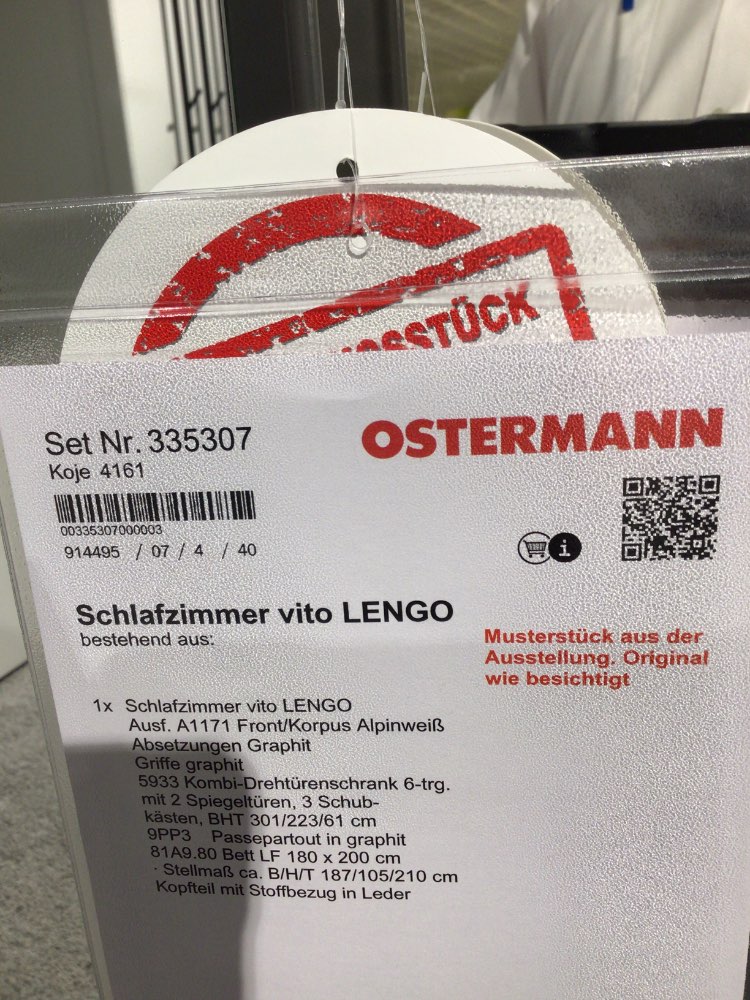 Set Nr. 335307
Koje 4161
OSTERMANN
00335307000003
914495 / 07 / 4 / 40
i
Schlafzimmer vito LENGO
bestehend aus:
Musterstück aus der
Ausstellung. Original
wie besichtigt
1x Schlafzimmer vito LENGO
Ausf. A1171 Front/Korpus Alpinweiß
Absetzungen Graphit
Griffe graphit
5933 Kombi-Drehtürenschrank 6-trg.
mit 2 Spiegeltüren, 3 Schub-
kästen, BHT 301/223/61 cm
9PP3 Passepartout in graphit
81A9.80 Bett LF 180 x 200 cm
· Stellmaß ca. B/H/T 187/105/210 cm
Kopfteil mit Stoffbezug in Leder